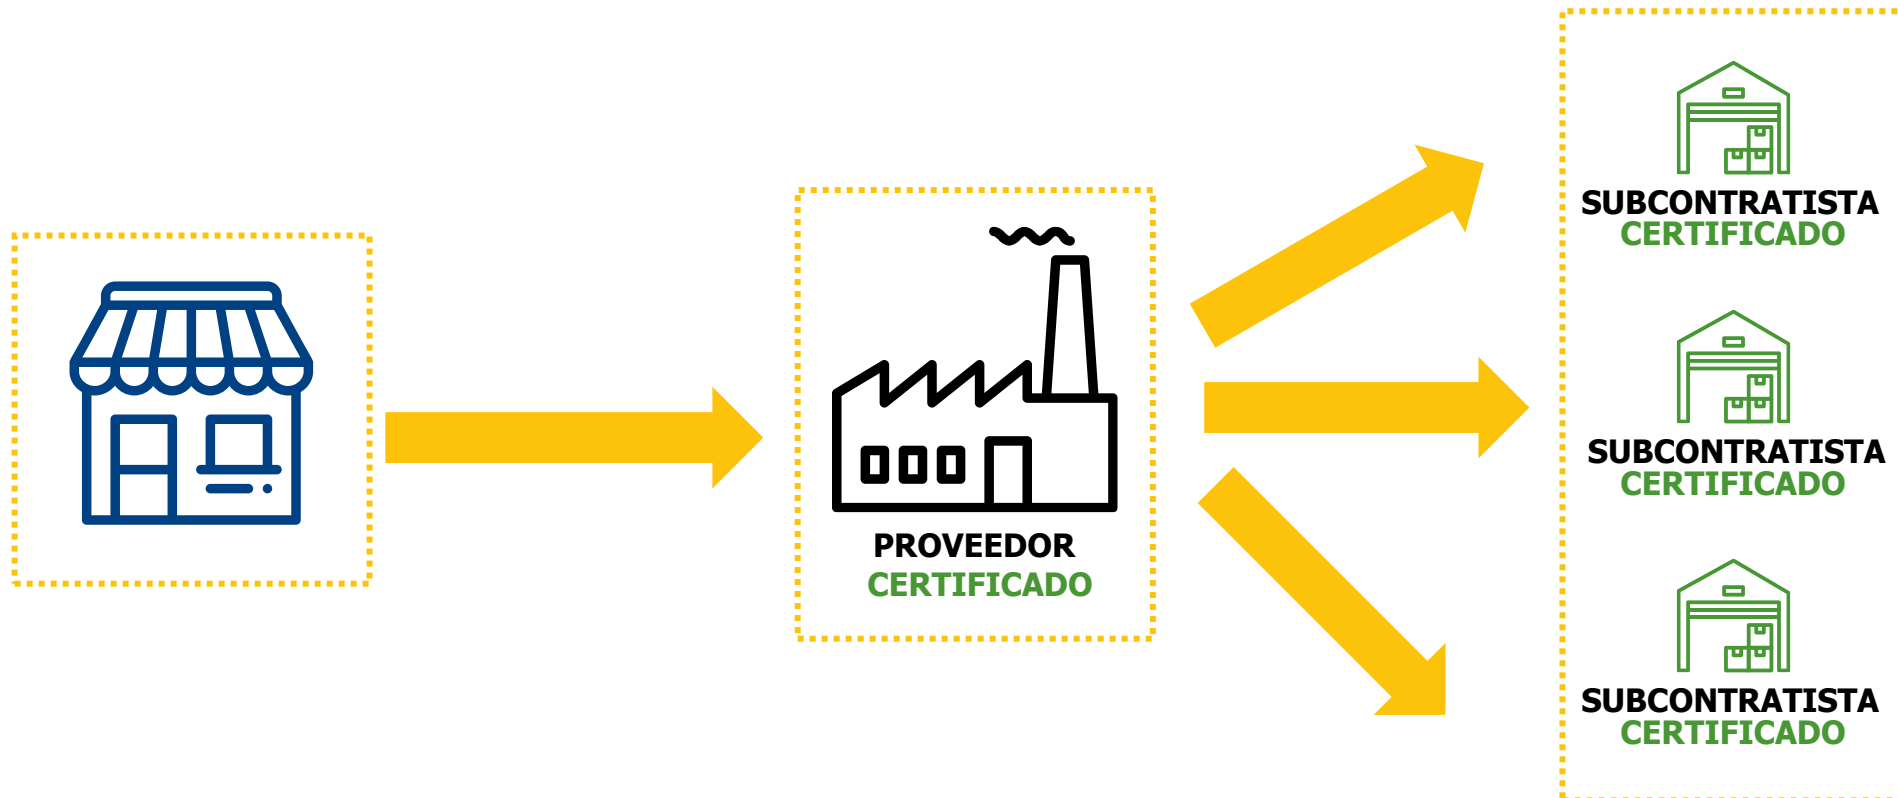 SUBCONTRATISTA
CERTIFICADO
SUBCONTRATISTA
CERTIFICADO
PROVEEDOR
CERTIFICADO
SUBCONTRATISTA
CERTIFICADO